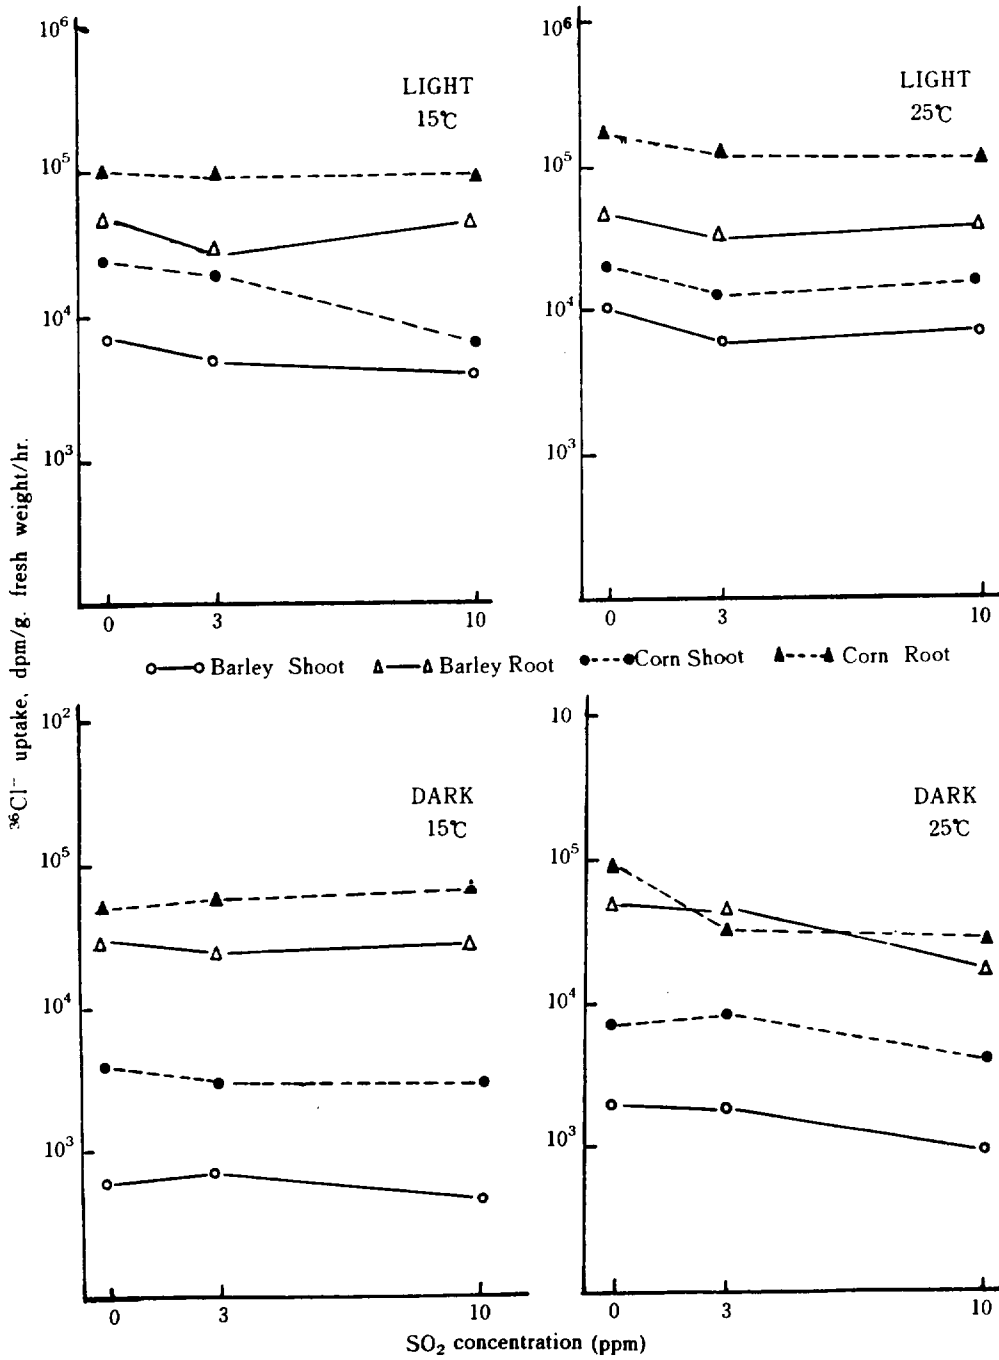 10⁶
10⁵
10⁴
10³
LIGHT
15℃
0 3 10
10⁶
10⁵
10⁴
10³
LIGHT
25℃
0 3 10
³⁶Cl⁻ uptake, dpm/g. fresh weight/hr.
Barley Shoot Barley Root Corn Shoot Corn Root
10²
10⁵
10⁴
10³
DARK
15℃
0 3 10
10
10⁵
10⁴
10³
DARK
25℃
0 3 10
SO₂ concentration (ppm)